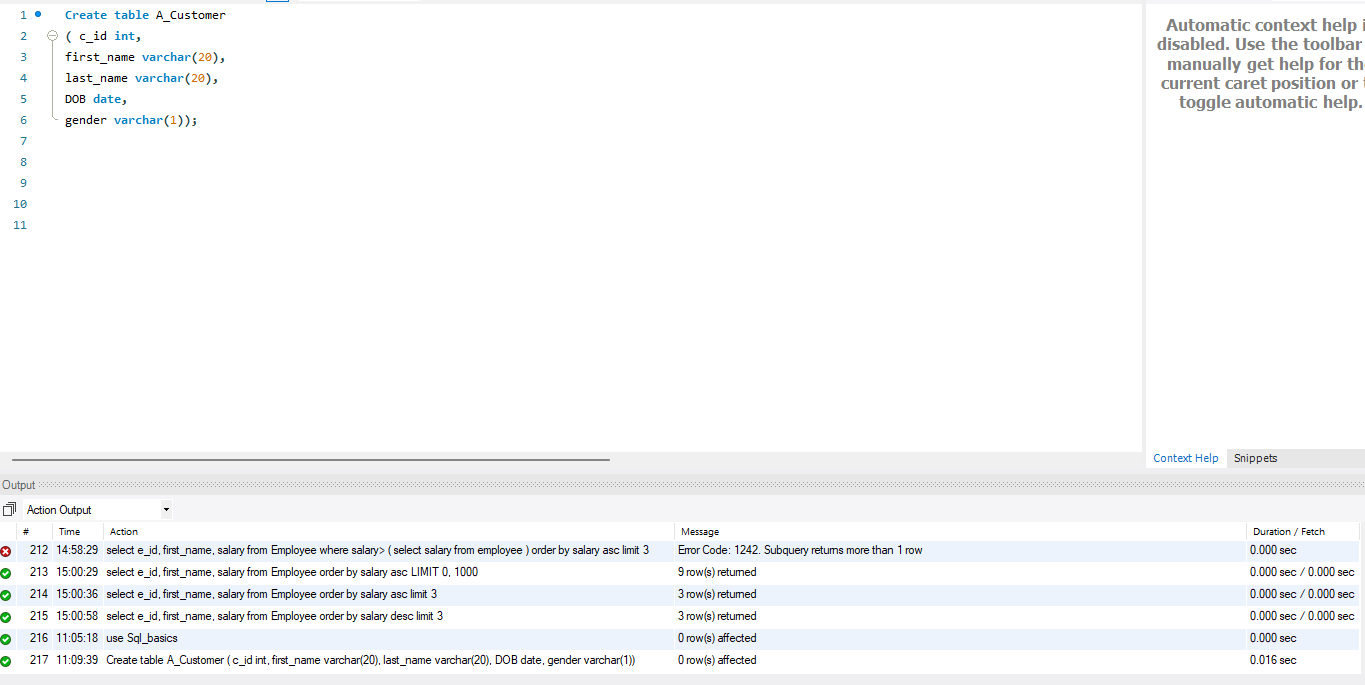 1 Create table A_Customer
2 ( c_id int,
3 first_name varchar(20),
4 last_name varchar(20),
5 DOB date,
6 gender varchar(1));
7
8
9
10
11
Automatic context help i
disabled. Use the toolbar
manually get help for the
current caret position or t
toggle automatic help.
Context Help Snippets
Output
Action Output
# Time Action Message Duration / Fetch
212 14:58:29 select e_id, first_name, salary from Employee where salary> ( select salary from employee ) order by salary asc limit 3 Error Code: 1242. Subquery returns more than 1 row 0.000 sec
213 15:00:29 select e_id, first_name, salary from Employee order by salary asc LIMIT 0, 1000 9 row(s) returned 0.000 sec / 0.000 sec
214 15:00:36 select e_id, first_name, salary from Employee order by salary asc limit 3 3 row(s) returned 0.000 sec / 0.000 sec
215 15:00:58 select e_id, first_name, salary from Employee order by salary desc limit 3 3 row(s) returned 0.000 sec / 0.000 sec
216 11:05:18 use Sql_basics 0 row(s) affected 0.000 sec
217 11:09:39 Create table A_Customer ( c_id int, first_name varchar(20), last_name varchar(20), DOB date, gender varchar(1)) 0 row(s) affected 0.016 sec